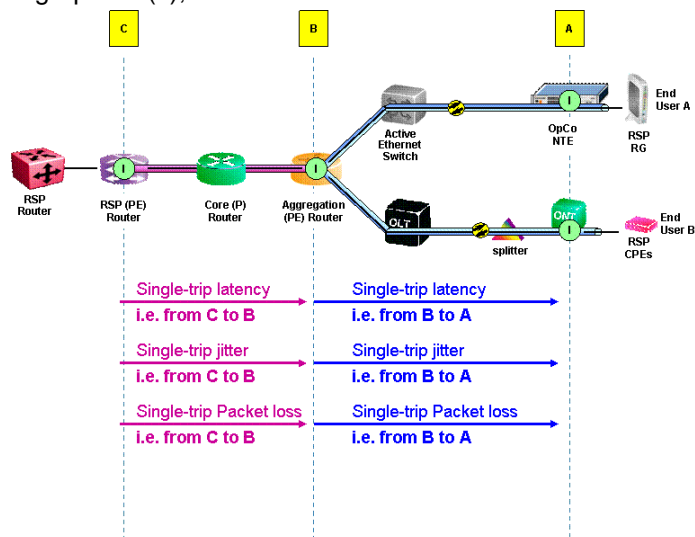 C
B
A
I
End
User A
Active
Ethernet
Switch
OpCo
NTE
RSP
RG
I
I
RSP
Router
RSP (PE)
Router
Core (P)
Router
Aggregation
(PE) Router
OLT
splitter
ONT
I
End
User B
RSP
CPEs
Single-trip latency
i.e. from C to B
Single-trip latency
i.e. from B to A
Single-trip jitter
i.e. from C to B
Single-trip jitter
i.e. from B to A
Single-trip Packet loss
i.e. from C to B
Single-trip Packet loss
i.e. from B to A